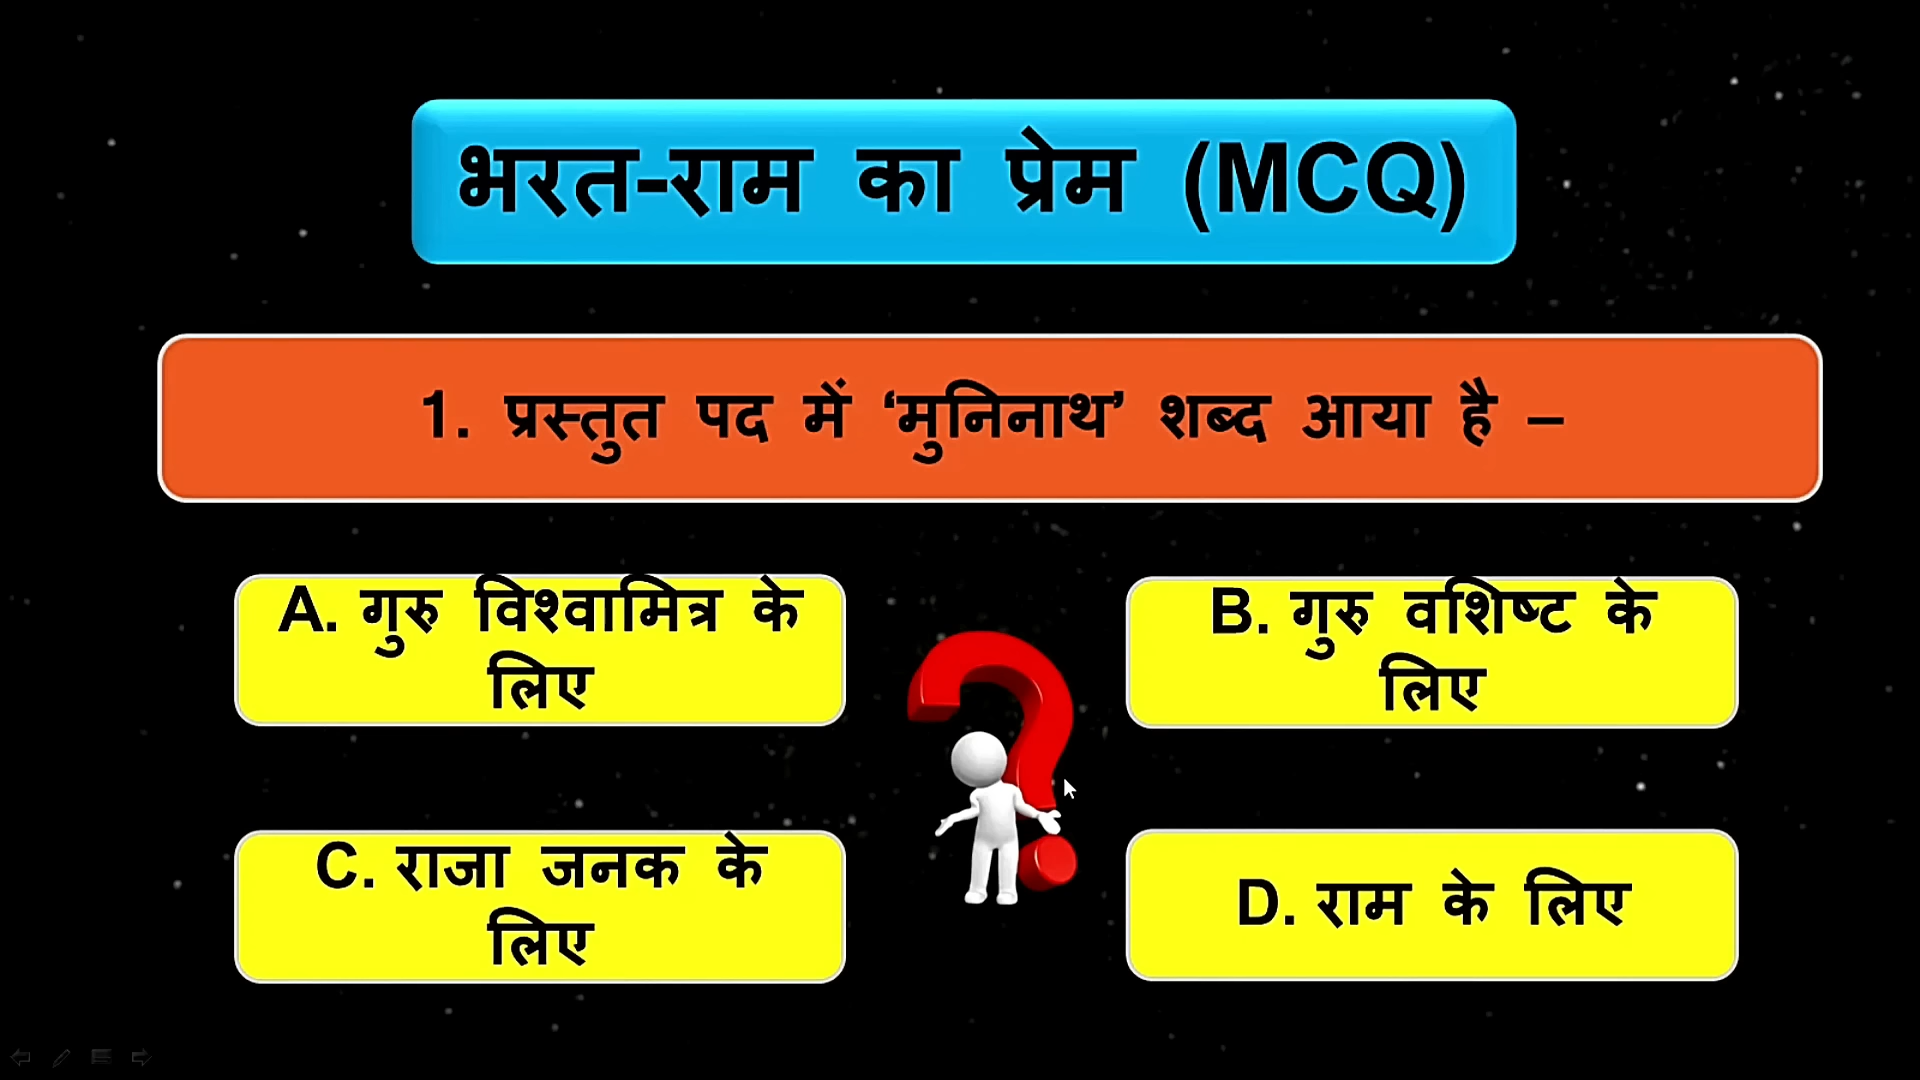 भरत-राम का प्रेम (MCQ)
1. प्रस्तुत पद में ‘मुनिनाथ’ शब्द आया है –
A. गुरु विश्वामित्र के
लिए
B. गुरु वशिष्ट के
लिए
C. राजा जनक के
लिए
D. राम के लिए